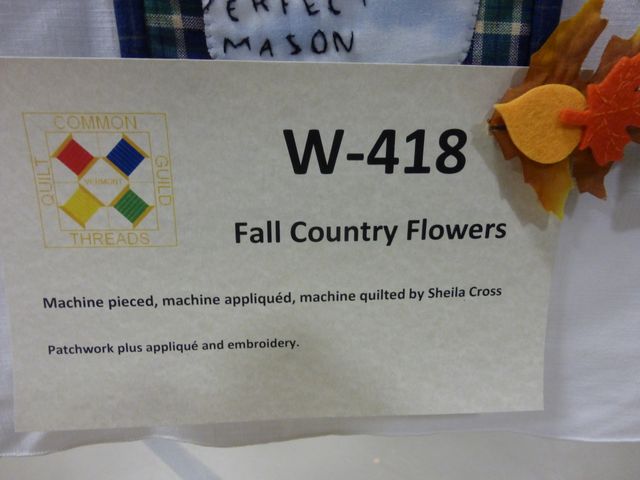 PERFECT
MASON
COMMON
QUILT
GUILD
VERMONT
THREADS
W-418
Fall Country Flowers
Machine pieced, machine appliquéd, machine quilted by Sheila Cross
Patchwork plus appliqué and embroidery.